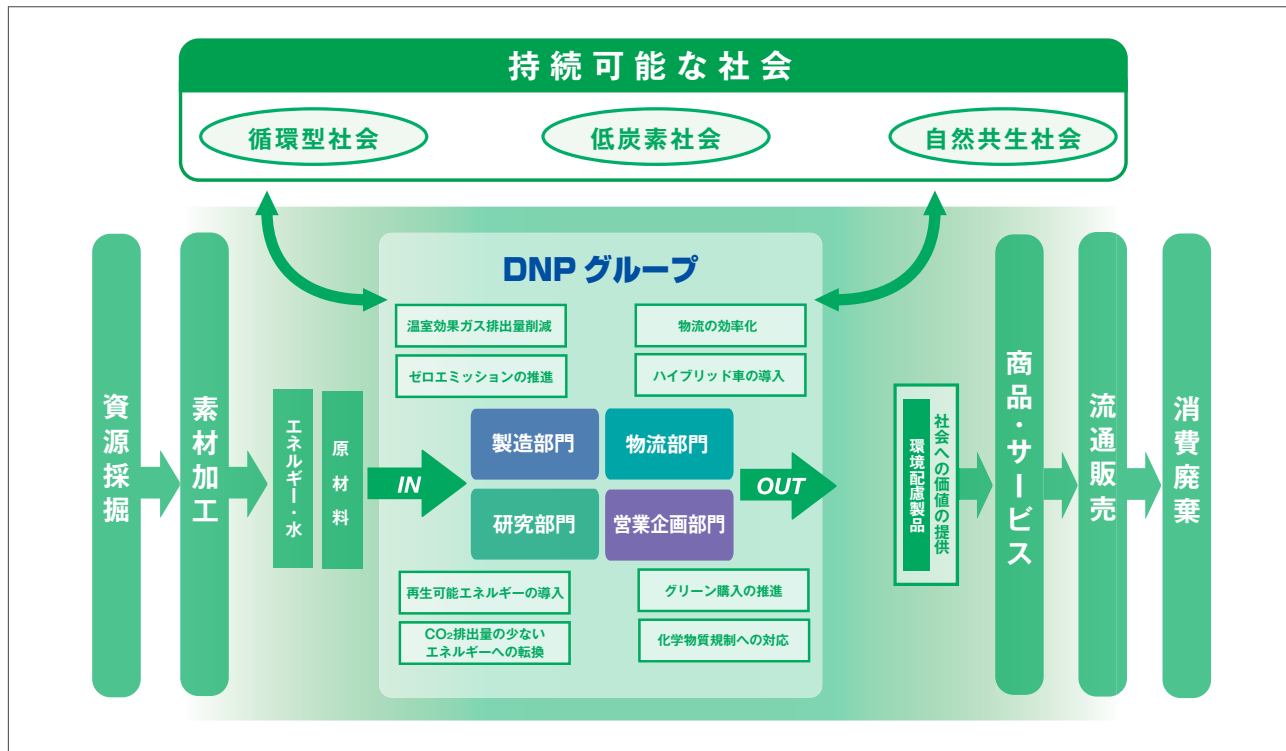 持続可能な社会
循環型社会
低炭素社会
自然共生社会
資源採掘
素材加工
エネルギー・水
原材料
IN
DNP グループ
温室効果ガス排出量削減
ゼロエミッションの推進
物流の効率化
ハイブリッド車の導入
製造部門
物流部門
研究部門
営業企画部門
再生可能エネルギーの導入
CO₂排出量の少ない
エネルギーへの転換
グリーン購入の推進
化学物質規制への対応
OUT
社会への価値の提供
環境配慮製品
商品・サービス
流通販売
消費廃棄